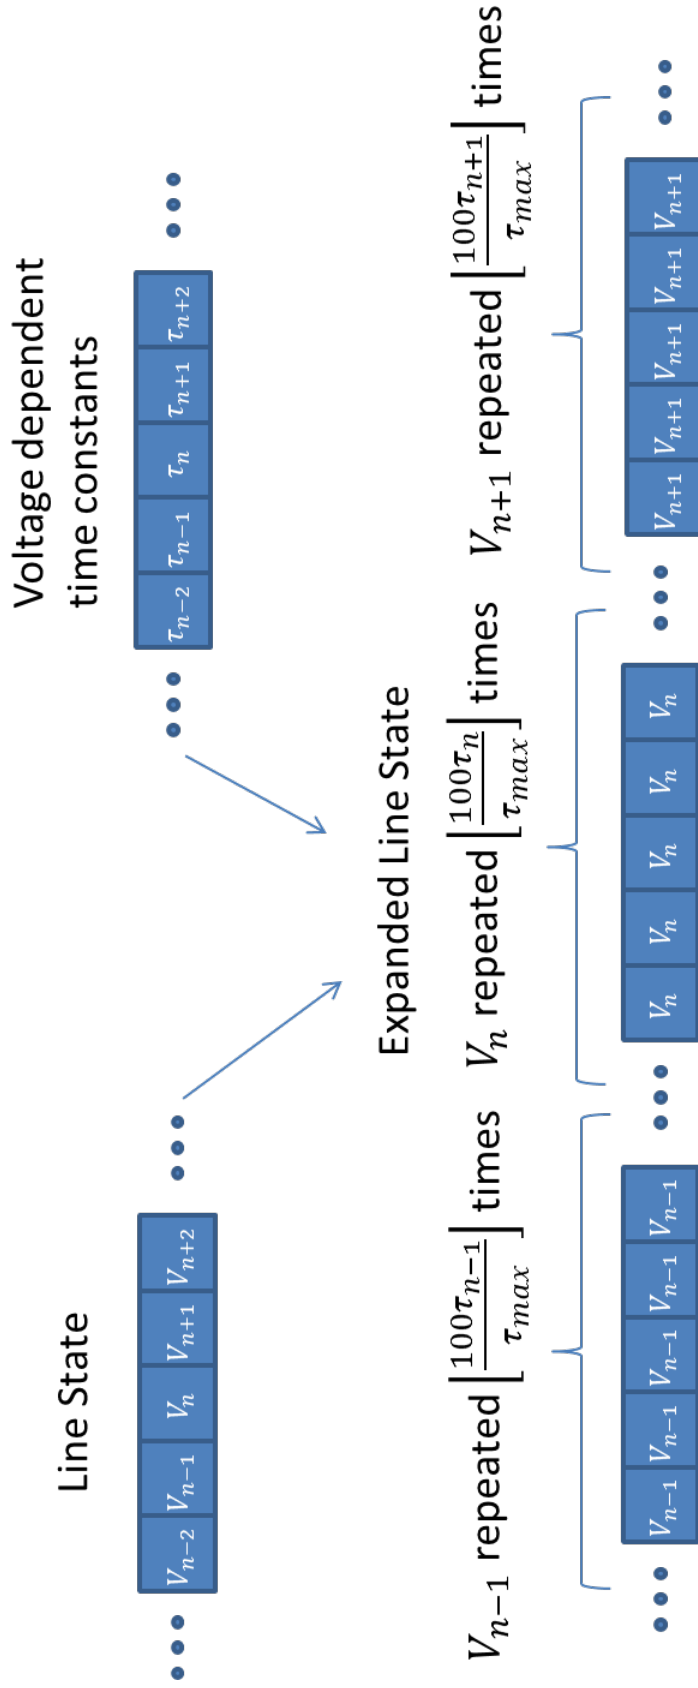 Line State
V_{n-2} V_{n-1} V_n V_{n+1} V_{n+2}
Voltage dependent
time constants
τ_{n-2} τ_{n-1} τ_n τ_{n+1} τ_{n+2}
Expanded Line State
V_{n-1} repeated [100τ_{n-1}/τ_{max}] times
V_n repeated [100τ_n/τ_{max}] times
V_{n+1} repeated [100τ_{n+1}/τ_{max}] times
V_{n-1} V_{n-1} V_{n-1} V_{n-1} V_{n-1}
V_n V_n V_n V_n V_n
V_{n+1} V_{n+1} V_{n+1} V_{n+1} V_{n+1}